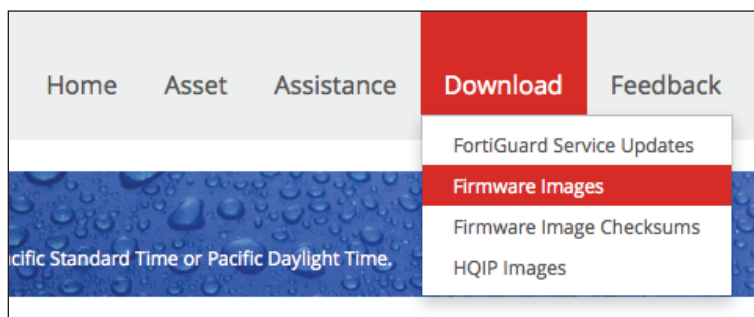 Home Asset Assistance Download Feedback
FortiGuard Service Updates
Firmware Images
Firmware Image Checksums
HQIP Images
Standard Time or Pacific Daylight Time.